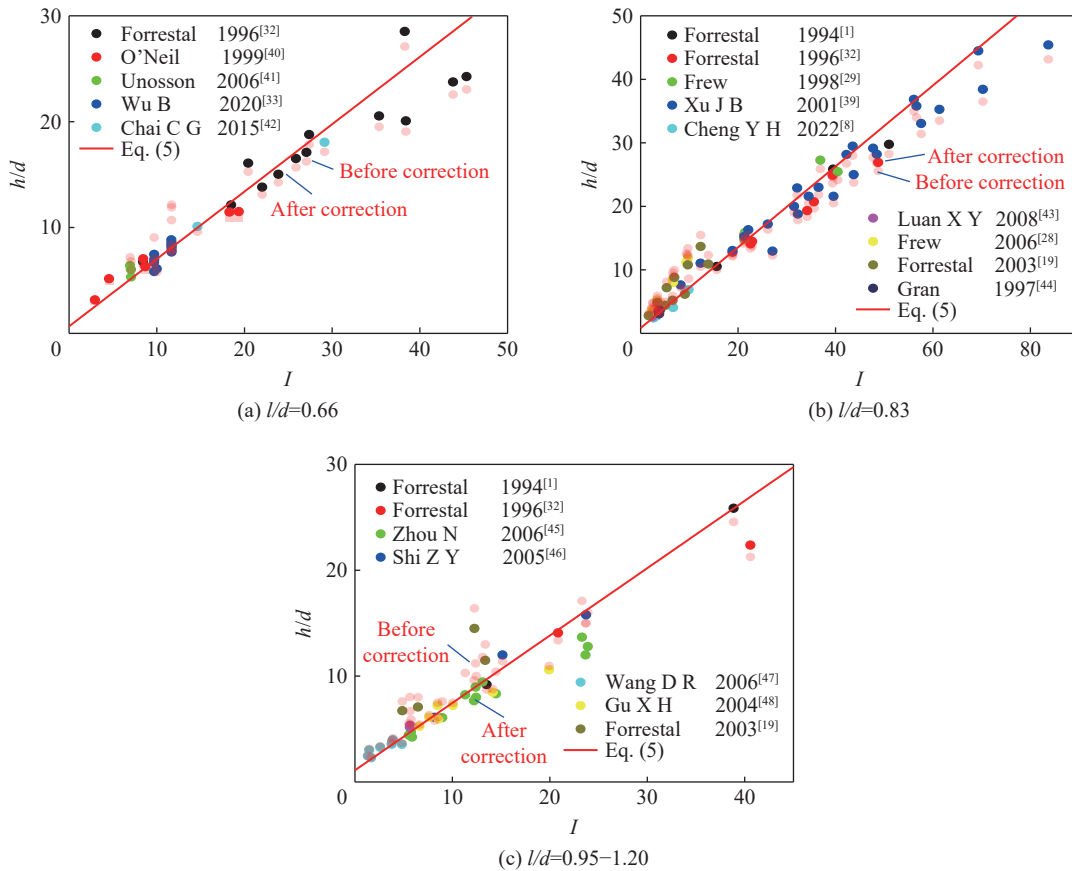 30
20
10
h/d
Forrestal 1996[32]
O'Neil 1999[40]
Unosson 2006[41]
Wu B 2020[33]
Chai C G 2015[42]
Eq. (5)
Before correction
After correction
0 10 20 30 40 50
I
(a) l/d=0.66
50
40
30
20
10
h/d
Forrestal 1994[1]
Forrestal 1996[32]
Frew 1998[29]
Xu J B 2001[39]
Cheng Y H 2022[8]
After correction
Before correction
Luan X Y 2008[43]
Frew 2006[28]
Forrestal 2003[19]
Gran 1997[44]
Eq. (5)
0 20 40 60 80
I
(b) l/d=0.83
30
20
10
h/d
Forrestal 1994[1]
Forrestal 1996[32]
Zhou N 2006[45]
Shi Z Y 2005[46]
Before
correction
After
correction
Wang D R 2006[47]
Gu X H 2004[48]
Forrestal 2003[19]
Eq. (5)
0 10 20 30 40
I
(c) l/d=0.95−1.20